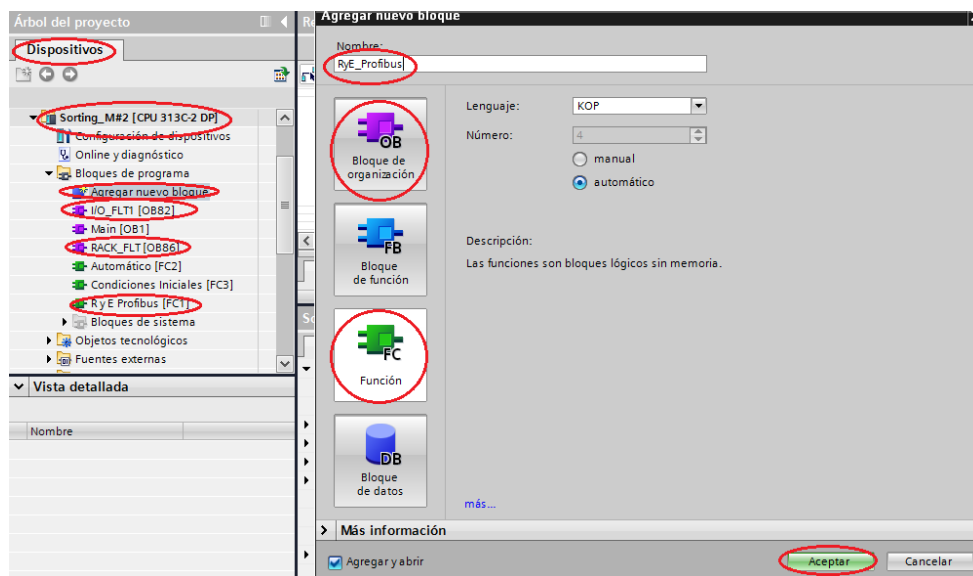 Árbol del proyecto
Dispositivos
Sorting_M#2 [CPU 313C-2 DP]
Configuración de dispositivos
Online y diagnóstico
Bloques de programa
Agregar nuevo bloque
I/O_FLT1 [OB82]
Main [OB1]
RACK_FLT [OB86]
Automático [FC2]
Condiciones Iniciales [FC3]
R y E Profibus [FC1]
Bloques de sistema
Objetos tecnológicos
Fuentes externas
Vista detallada
Nombre
Agregar nuevo bloque
Nombre:
RyE_Profibus
OB
Bloque de
organización
FB
Bloque
de función
FC
Función
DB
Bloque
de datos
Lenguaje:
KOP
Número:
4
manual
automático
Descripción:
Las funciones son bloques lógicos sin memoria.
más...
Más información
Agregar y abrir
Aceptar
Cancelar